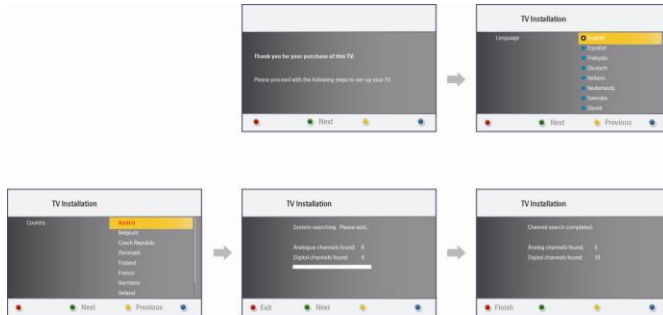 Thank you for your purchase of this TV.
Please proceed with the following steps to set-up your TV.
Next
TV Installation
Language
English
Español
Français
Deutsch
Italiano
Nederlands
Svenska
Dansk
Next
Previous
TV Installation
Country
Austria
Belgium
Czech Republic
Denmark
Finland
France
Germany
Ireland
Next
Previous
TV Installation
System searching. Please wait...
Analogue channels found: 0
Digital channels found: 0
Exit
Next
TV Installation
Channel search completed.
Analog channels found: 6
Digital channels found: 10
Finish